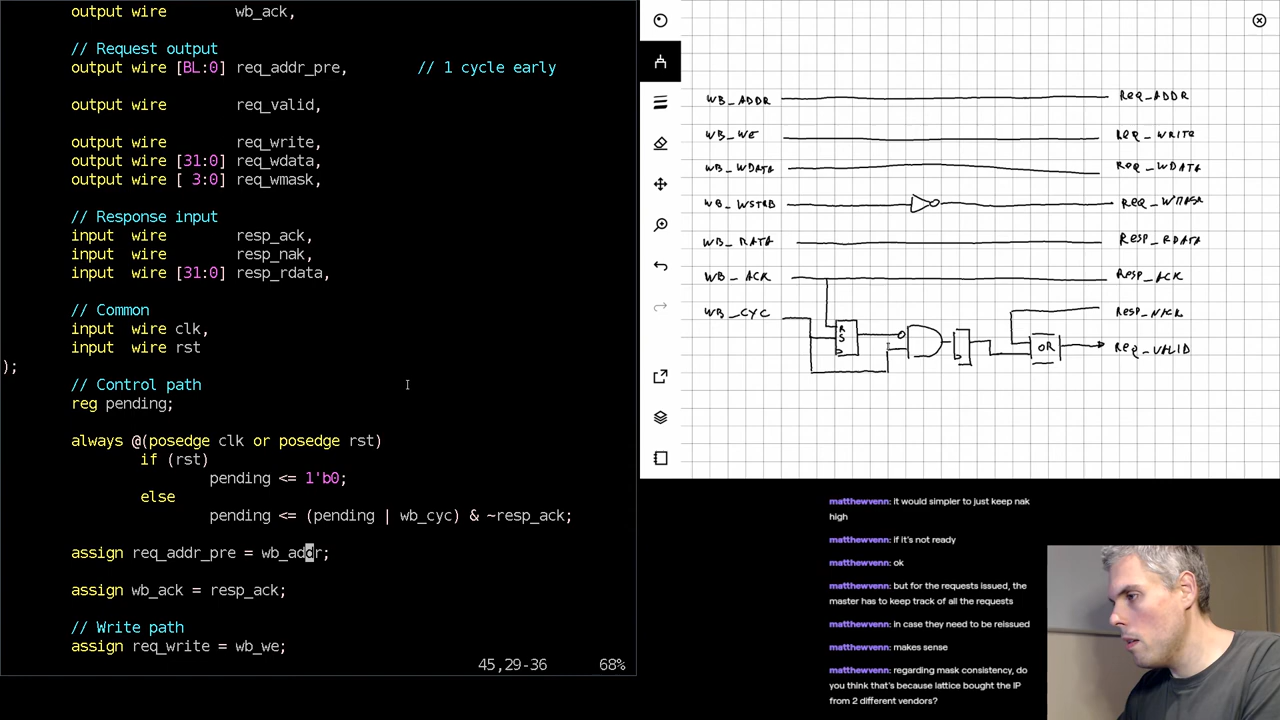 output wire wb_ack,
// Request output
output wire [BL:0] req_addr_pre, // 1 cycle early
output wire req_valid,
output wire req_write,
output wire [31:0] req_wdata,
output wire [ 3:0] req_wmask,
// Response input
input wire resp_ack,
input wire resp_nak,
input wire [31:0] resp_rdata,
// Common
input wire clk,
input wire rst
);
// Control path
reg pending;
always @(posedge clk or posedge rst)
if (rst)
pending <= 1'b0;
else
pending <= (pending | wb_cyc) & ~resp_ack;
assign req_addr_pre = wb_addr;
assign wb_ack = resp_ack;
// Write path
assign req_write = wb_we;
45,29-36 68%
WB_ADDR REQ_ADDR
WB_WE REQ_WRITE
WB_WDATA REQ_WDATA
WB_WSTRB REQ_WMASK
WB_RATA RESP_RDATA
WB_ACK RESP_ACK
WB_CYC RESP_NACK
R
S
OR REQ_VALID
matthewvenn: it would simpler to just keep nak
high
matthewvenn: if it's not ready
matthewvenn: ok
matthewvenn: but for the requests issued, the
master has to keep track of all the requests
matthewvenn: in case they need to be reissued
matthewvenn: makes sense
matthewvenn: regarding mask consistency, do
you think that's because lattice bought the IP
from 2 different vendors?